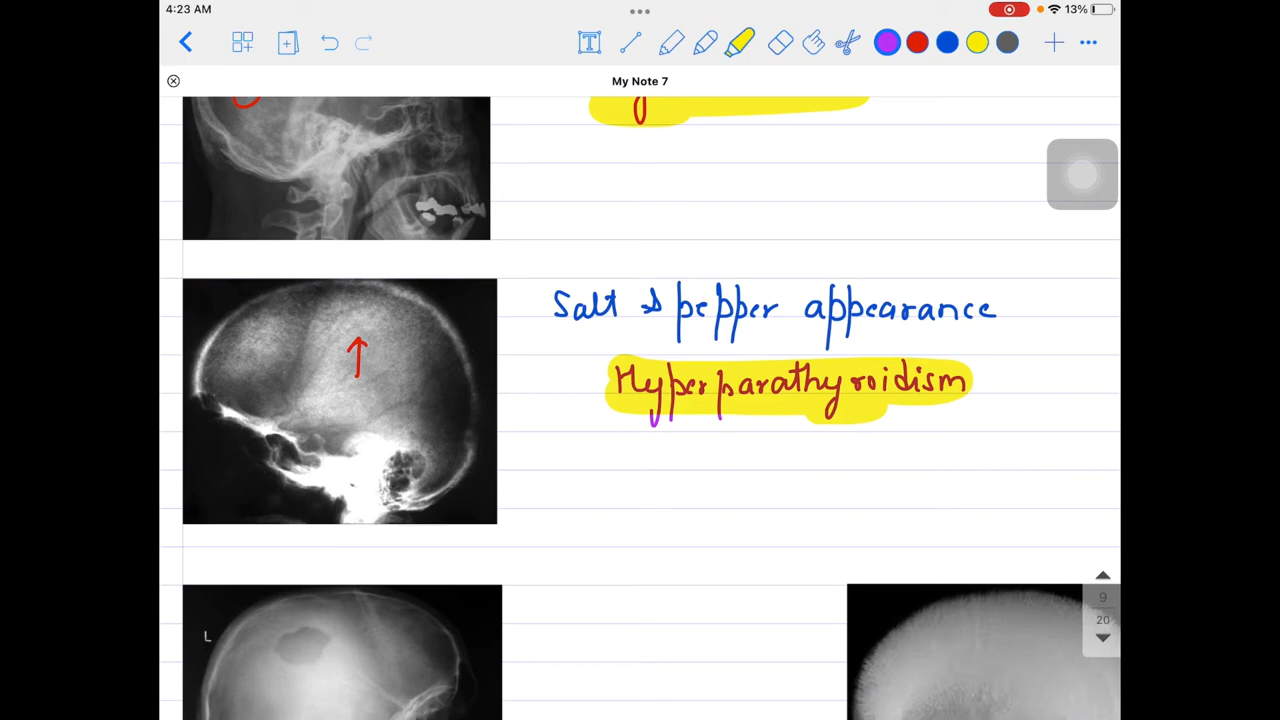 4:23 AM
13%
T
My Note 7
Salt & pepper appearance
Hyperparathyroidism
L
9
20